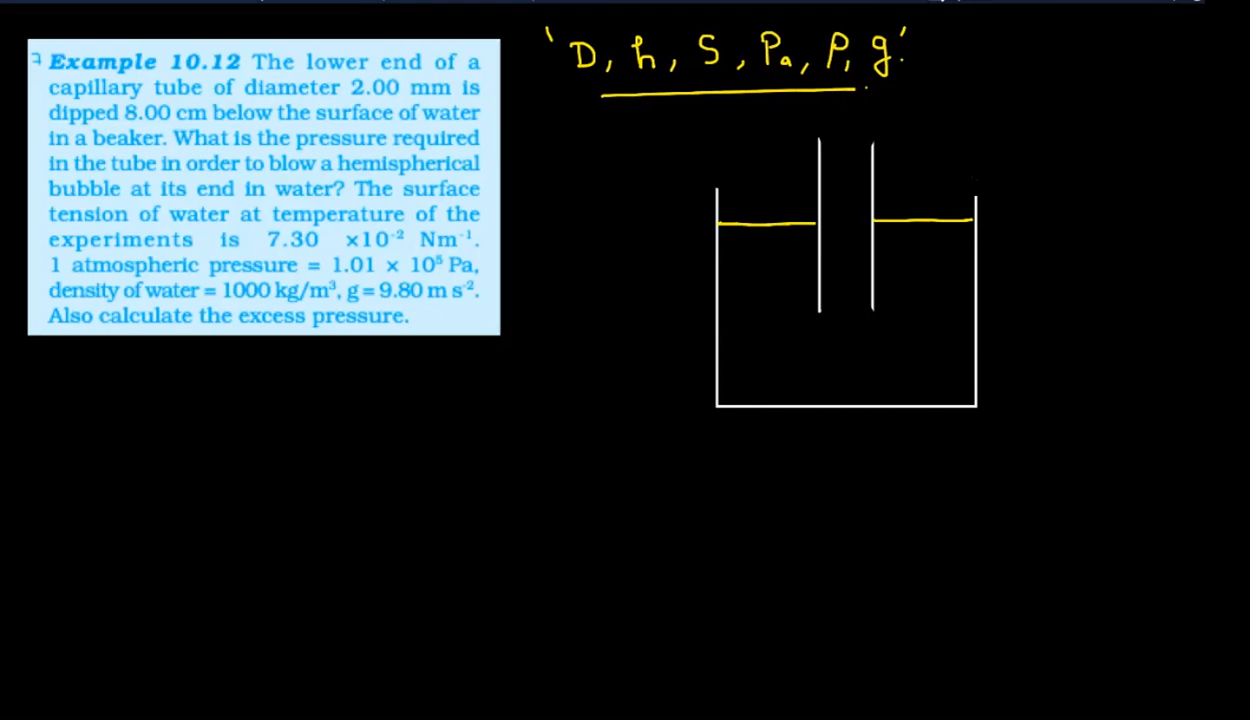 Example 10.12 The lower end of a
capillary tube of diameter 2.00 mm is
dipped 8.00 cm below the surface of water
in a beaker. What is the pressure required
in the tube in order to blow a hemispherical
bubble at its end in water? The surface
tension of water at temperature of the
experiments is 7.30 ×10⁻² Nm⁻¹.
1 atmospheric pressure = 1.01 × 10⁵ Pa,
density of water = 1000 kg/m³, g = 9.80 m s⁻².
Also calculate the excess pressure.
'D, h, S, Pₐ, ρ, g'